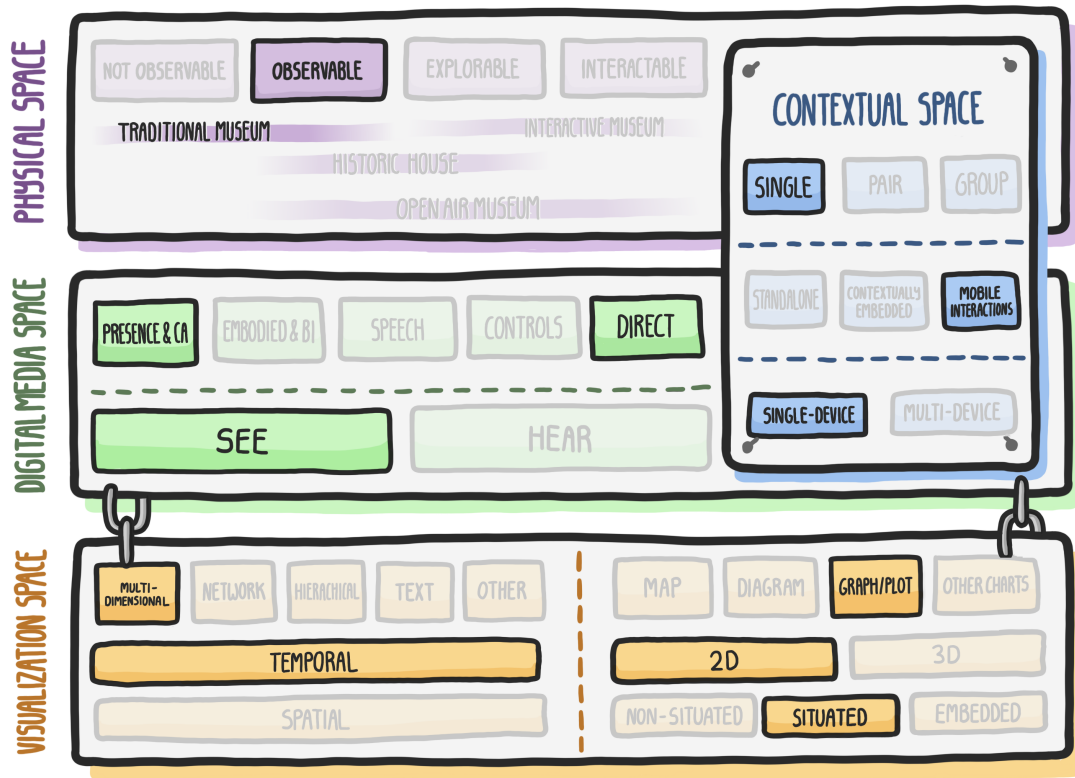 PHYSICAL SPACE
NOT OBSERVABLE
OBSERVABLE
EXPLORABLE
INTERACTABLE
TRADITIONAL MUSEUM
INTERACTIVE MUSEUM
HISTORIC HOUSE
OPEN AIR MUSEUM
CONTEXTUAL SPACE
SINGLE
PAIR
GROUP
STANDALONE
CONTEXTUALLY
EMBEDDED
MOBILE
INTERACTIONS
SINGLE-DEVICE
MULTI-DEVICE
DIGITAL MEDIA SPACE
PRESENCE & CA
EMBODIED & BI
SPEECH
CONTROLS
DIRECT
SEE
HEAR
VISUALIZATION SPACE
MULTI-
DIMENSIONAL
NETWORK
HIERARCHICAL
TEXT
OTHER
TEMPORAL
SPATIAL
MAP
DIAGRAM
GRAPH/PLOT
OTHER CHARTS
2D
3D
NON-SITUATED
SITUATED
EMBEDDED